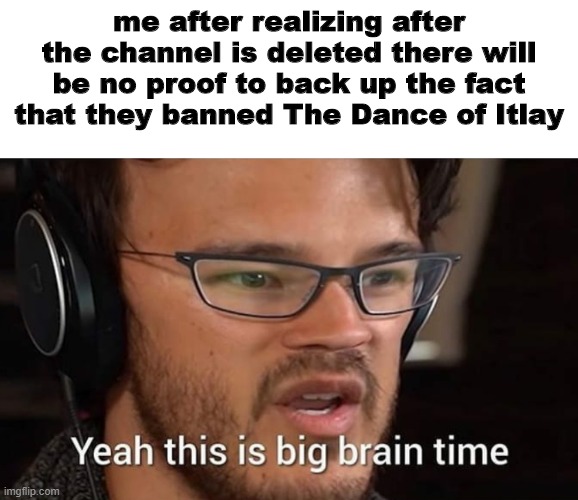 me after realizing after
the channel is deleted there will
be no proof to back up the fact
that they banned The Dance of Itlay
Yeah this is big brain time
imgflip.com